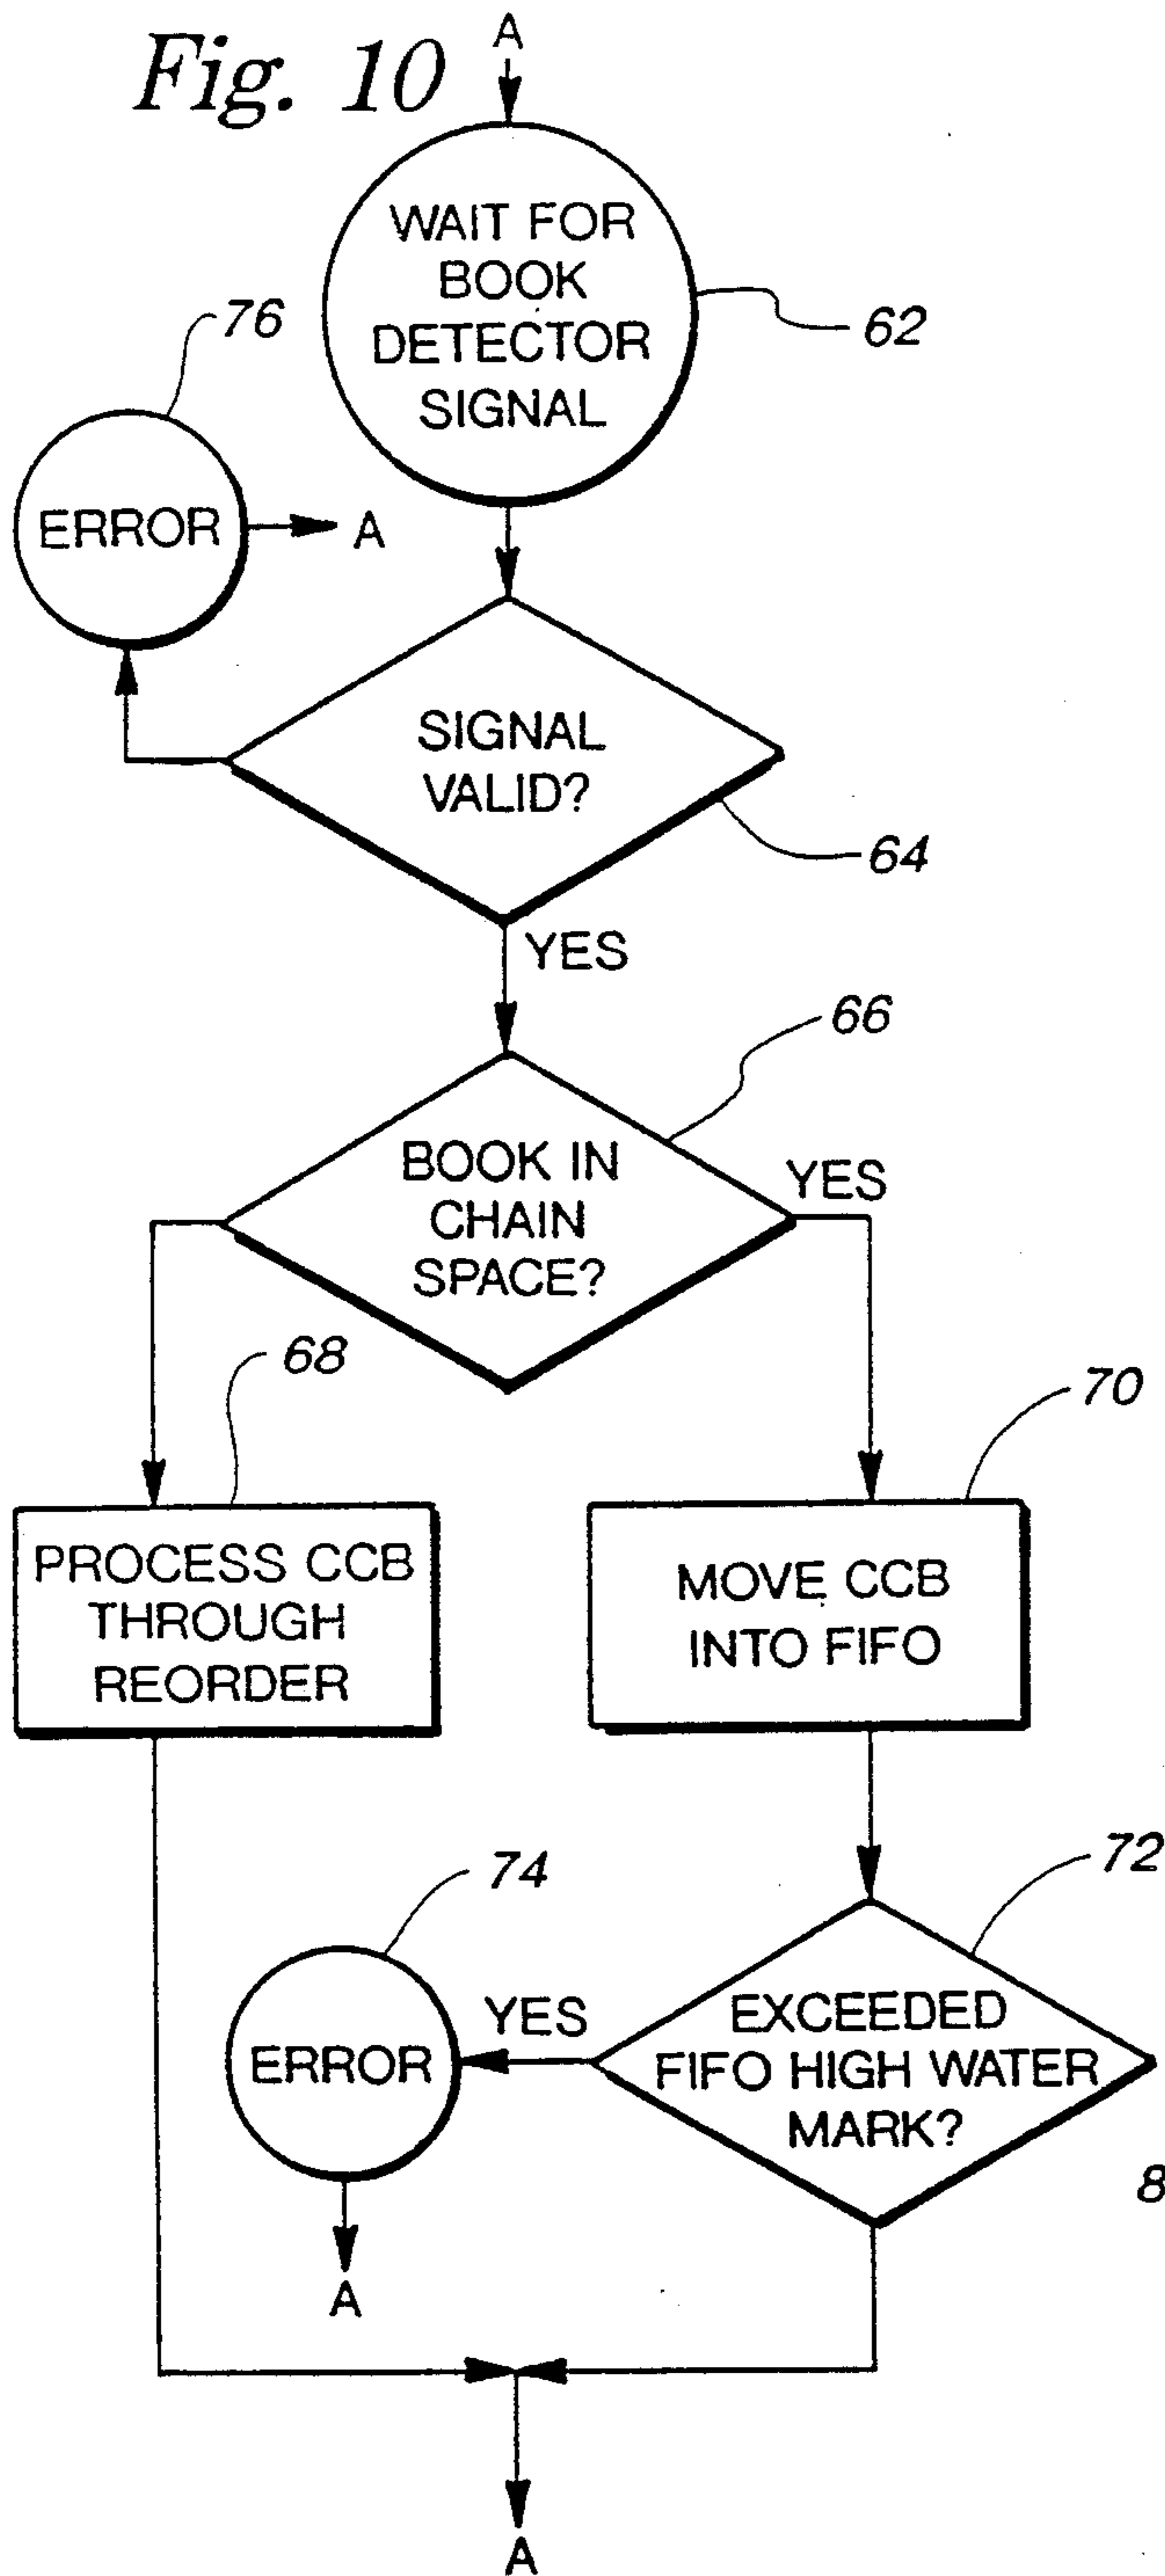 Fig. 10
A
WAIT FOR
BOOK
DETECTOR
SIGNAL
62
76
ERROR
A
SIGNAL
VALID?
64
YES
66
BOOK IN
CHAIN
SPACE?
YES
68
70
PROCESS CCB
THROUGH
REORDER
MOVE CCB
INTO FIFO
72
74
YES
ERROR
EXCEEDED
FIFO HIGH WATER
MARK?
8
A
A